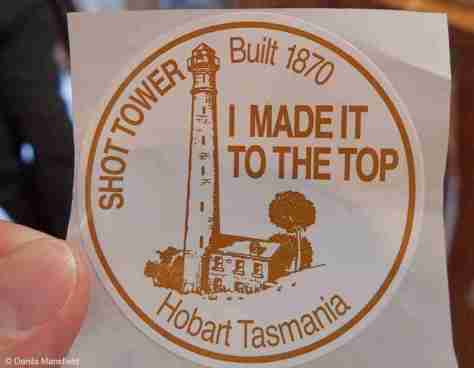 SHOT TOWER
Built 1870
I MADE IT
TO THE TOP
Hobart Tasmania
© Danita Mansfield